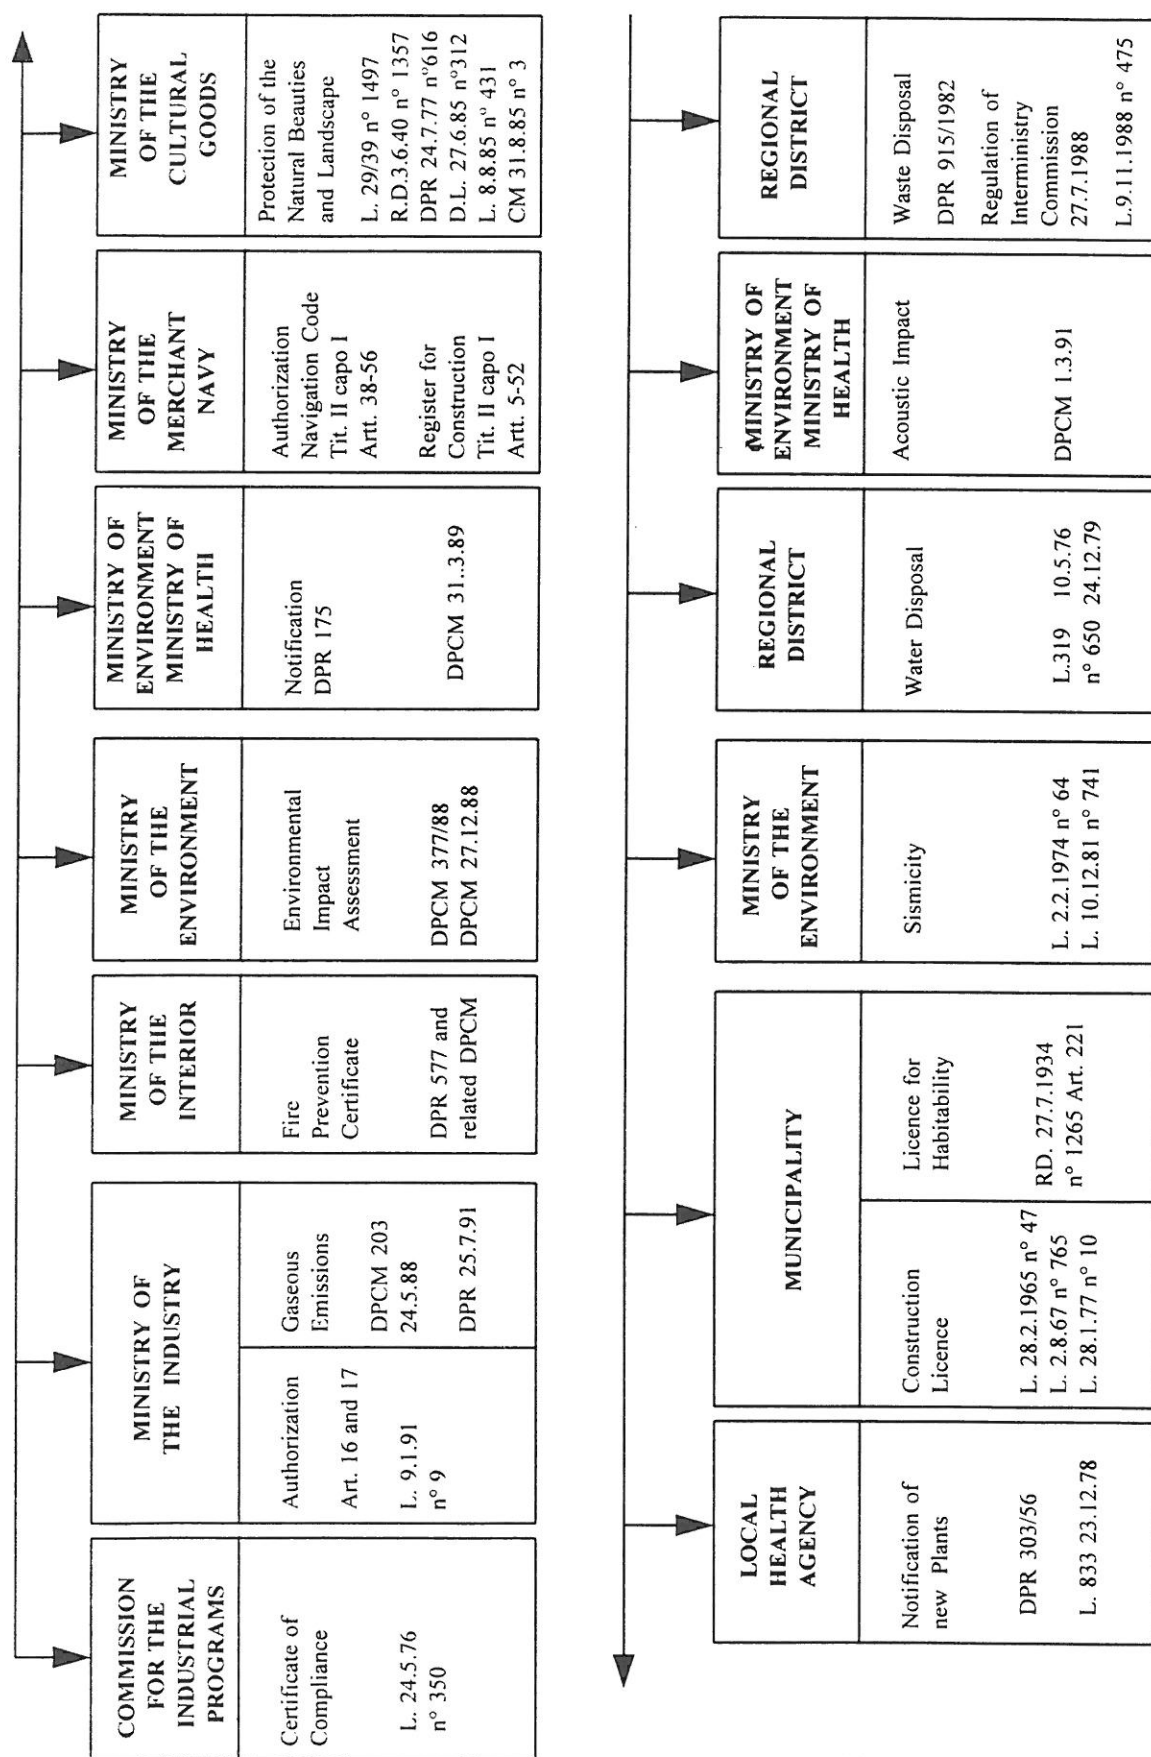 COMMISSION
FOR THE
INDUSTRIAL
PROGRAMS
Certificate of
Compliance
L. 24.5.76
n° 350
MINISTRY OF
THE INDUSTRY
Authorization
Art. 16 and 17
L. 9.1.91
n° 9
Gaseous
Emissions
DPCM 203
24.5.88
DPR 25.7.91
MINISTRY
OF THE
INTERIOR
Fire
Prevention
Certificate
DPR 577 and
related DPCM
MINISTRY
OF THE
ENVIRONMENT
Environmental
Impact
Assessment
DPCM 377/88
DPCM 27.12.88
MINISTRY OF
ENVIRONMENT
MINISTRY OF
HEALTH
Notification
DPR 175
DPCM 31..3.89
MINISTRY
OF THE
MERCHANT
NAVY
Authorization
Navigation Code
Tit. II capo I
Artt. 38-56
Register for
Construction
Tit. II capo I
Artt. 5-52
MINISTRY
OF THE
CULTURAL
GOODS
Protection of the
Natural Beauties
and Landscape
L. 29/39 n° 1497
R.D.3.6.40 n° 1357
DPR 24.7.77 n°616
D.L. 27.6.85 n°312
L. 8.8.85 n° 431
CM 31.8.85 n° 3
LOCAL
HEALTH
AGENCY
Notification of
new Plants
DPR 303/56
L. 833 23.12.78
MUNICIPALITY
Construction
Licence
L. 28.2.1965 n° 47
L. 2.8.67 n° 765
L. 28.1.77 n° 10
Licence for
Habitability
RD. 27.7.1934
n° 1265 Art. 221
MINISTRY
OF THE
ENVIRONMENT
Sismicity
L. 2.2.1974 n° 64
L. 10.12.81 n° 741
REGIONAL
DISTRICT
Water Disposal
L.319 10.5.76
n° 650 24.12.79
MINISTRY OF
ENVIRONMENT
MINISTRY OF
HEALTH
Acoustic Impact
DPCM 1.3.91
REGIONAL
DISTRICT
Waste Disposal
DPR 915/1982
Regulation of
Interministry
Commission
27.7.1988
L.9.11.1988 n° 475